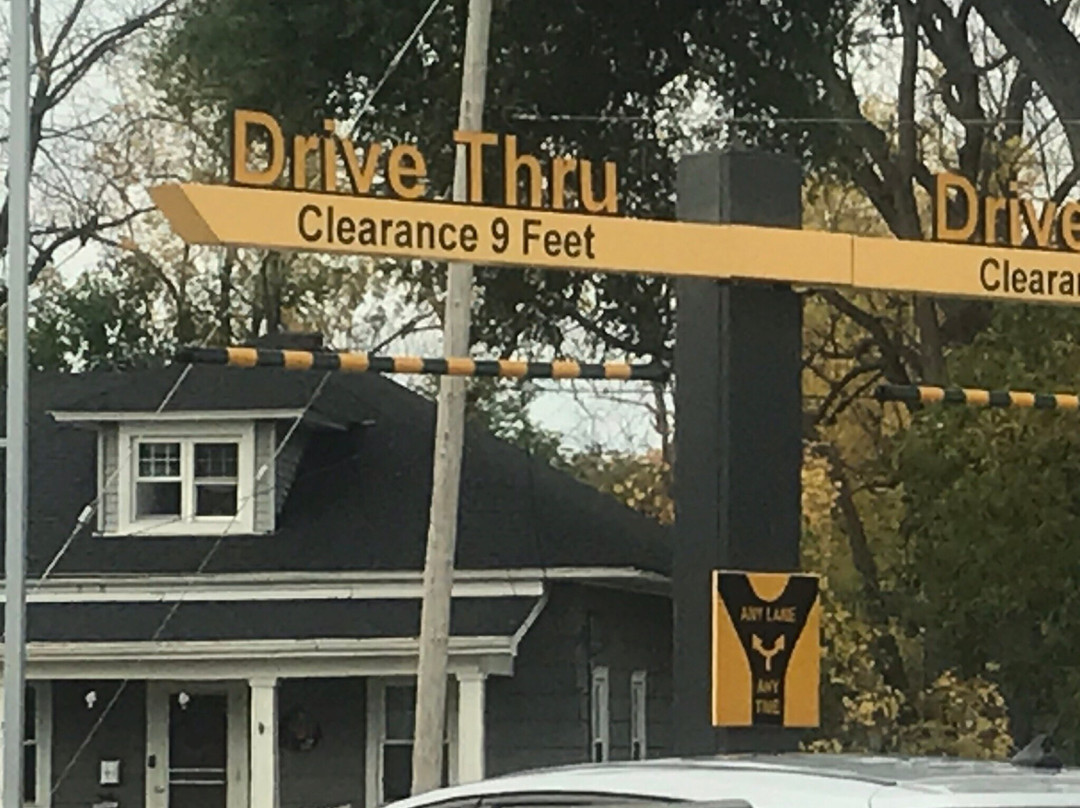 Drive Thru
Clearance 9 Feet
Drive
Clear
ANY LANE
ANY
TIME